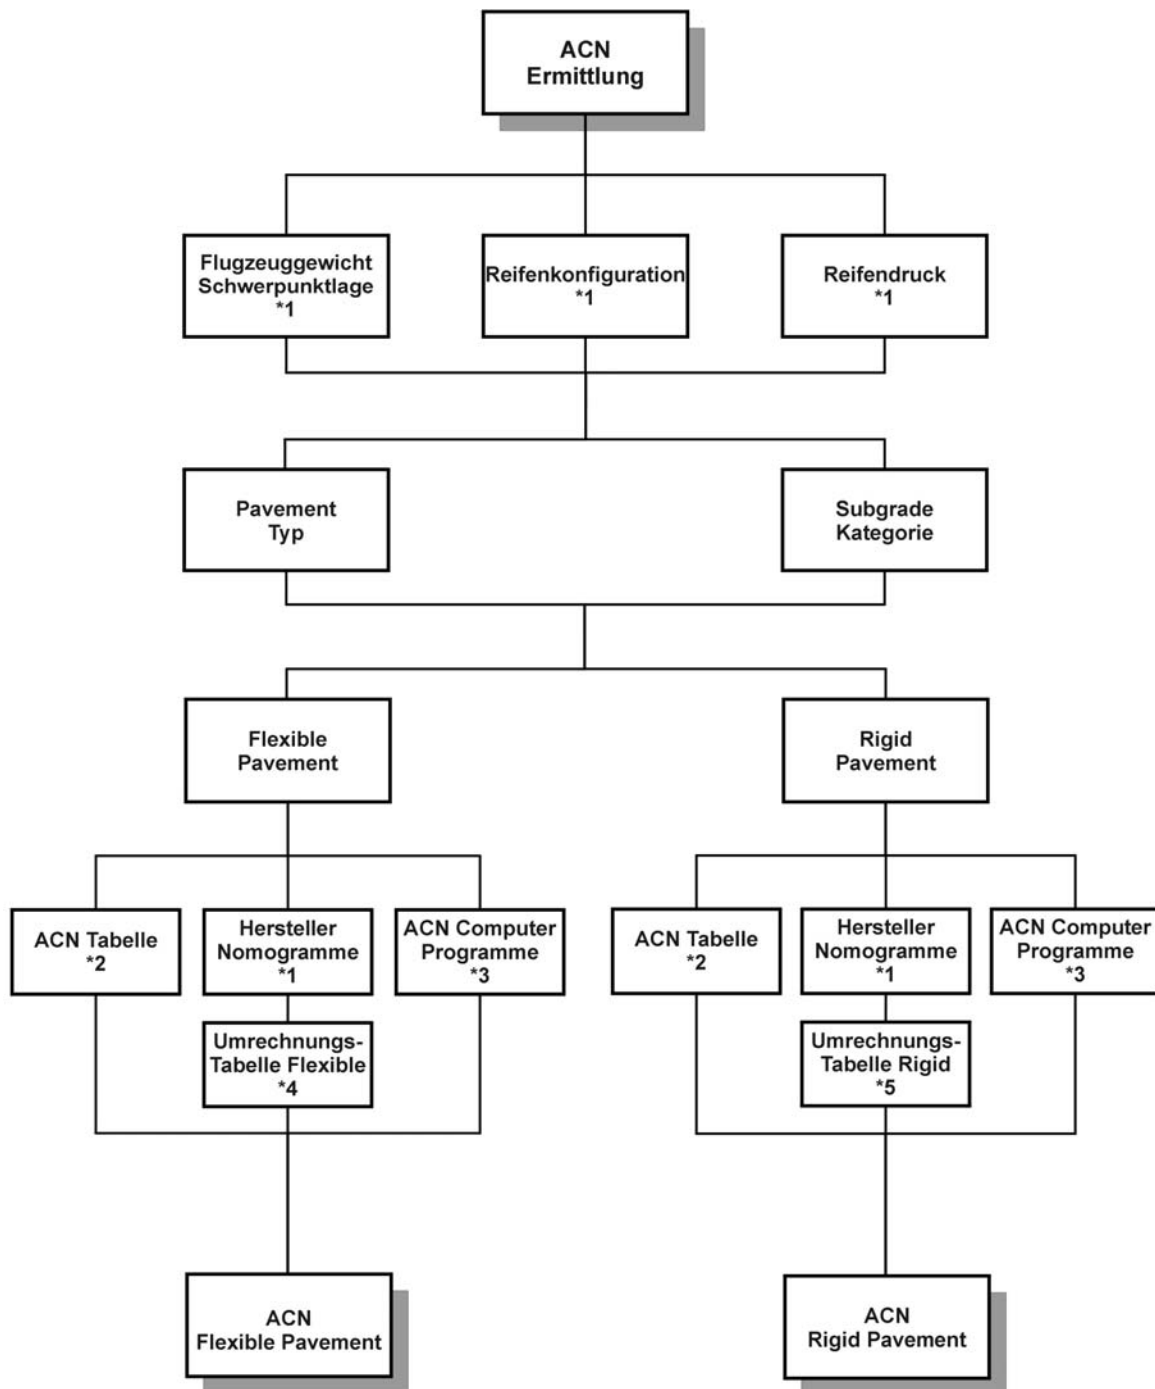 ACN
Ermittlung
Flugzeuggewicht
Schwerpunktlage
*1
Reifenkonfiguration
*1
Reifendruck
*1
Pavement
Typ
Subgrade
Kategorie
Flexible
Pavement
Rigid
Pavement
ACN Tabelle
*2
Hersteller
Nomogramme
*1
ACN Computer
Programme
*3
Umrechnungs-
Tabelle Flexible
*4
ACN Tabelle
*2
Hersteller
Nomogramme
*1
ACN Computer
Programme
*3
Umrechnungs-
Tabelle Rigid
*5
ACN
Flexible Pavement
ACN
Rigid Pavement